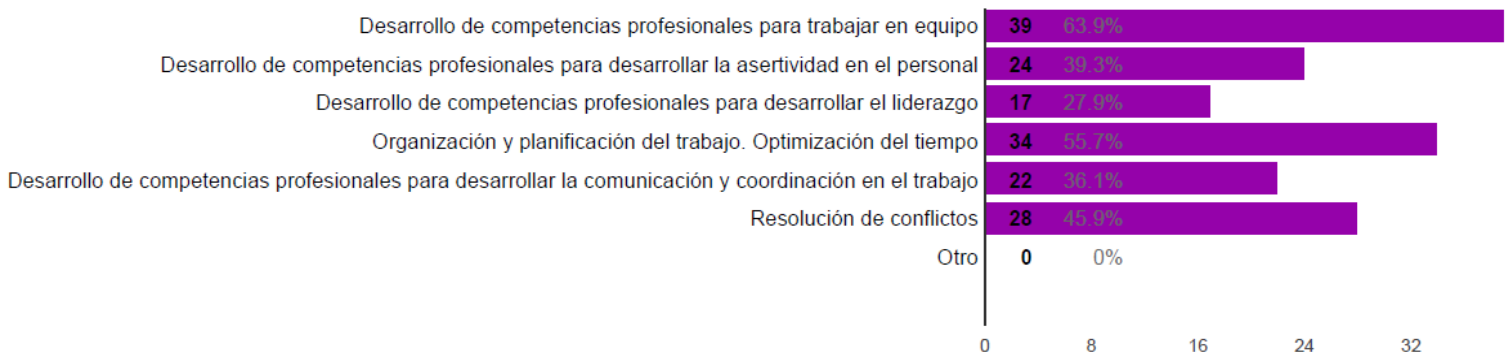 Desarrollo de competencias profesionales para trabajar en equipo 39 63.9%
Desarrollo de competencias profesionales para desarrollar la asertividad en el personal 24 39.3%
Desarrollo de competencias profesionales para desarrollar el liderazgo 17 27.9%
Organización y planificación del trabajo. Optimización del tiempo 34 55.7%
Desarrollo de competencias profesionales para desarrollar la comunicación y coordinación en el trabajo 22 36.1%
Resolución de conflictos 28 45.9%
Otro 0 0%
0 8 16 24 32